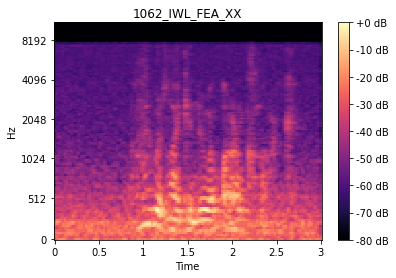 1062_IWL_FEA_XX
+0 dB
8192
-10 dB
4096
-20 dB
-30 dB
2048
Hz
-40 dB
1024
-50 dB
512
-60 dB
-70 dB
0
-80 dB
0 0.5 1 1.5 2 2.5 3
Time